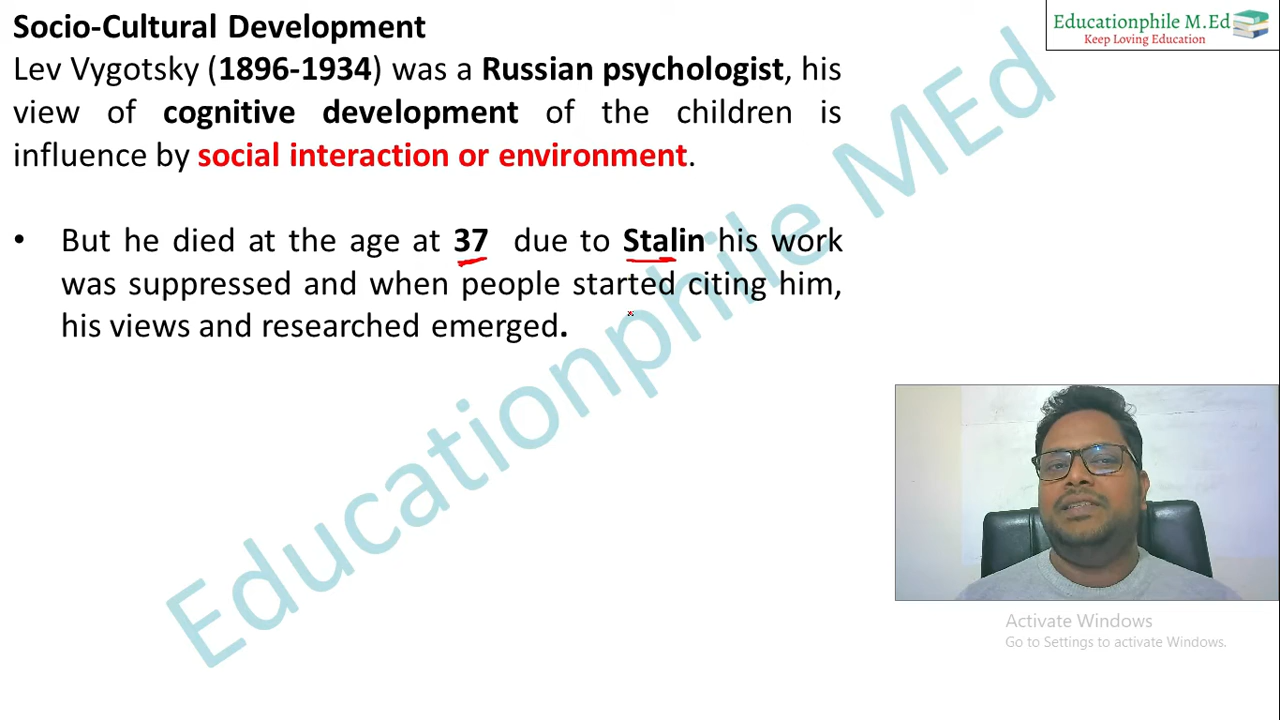 Socio-Cultural Development
Lev Vygotsky (1896-1934) was a Russian psychologist, his
view of cognitive development of the children is
influence by social interaction or environment.
• But he died at the age at 37 due to Stalin his work
was suppressed and when people started citing him,
his views and researched emerged.
Educationphile M.Ed
Keep Loving Education
Educationphile MEd
Activate Windows
Go to Settings to activate Windows.